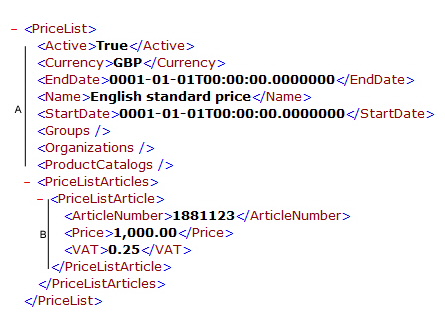 - <PriceList>
<Active>True</Active>
<Currency>GBP</Currency>
<EndDate>0001-01-01T00:00:00.0000000</EndDate>
A <Name>English standard price</Name>
<StartDate>0001-01-01T00:00:00.0000000</StartDate>
<Groups />
<Organizations />
<ProductCatalogs />
- <PriceListArticles>
- <PriceListArticle>
<ArticleNumber>1881123</ArticleNumber>
B <Price>1,000.00</Price>
<VAT>0.25</VAT>
</PriceListArticle>
</PriceListArticles>
</PriceList>